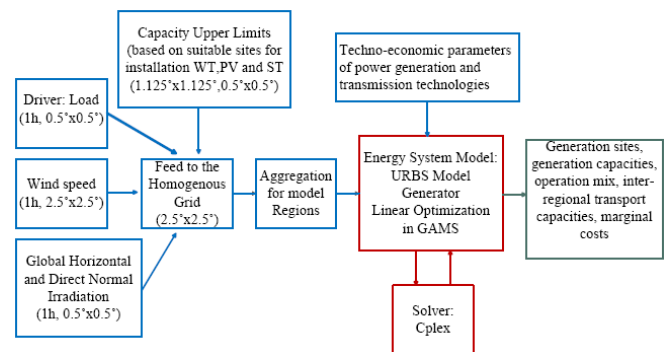 Capacity Upper Limits
(based on suitable sites for
installation WT,PV and ST)
(1.125˚x1.125˚,0.5˚x0.5˚)
Techno-economic parameters
of power generation and
transmission technologies
Driver: Load
(1h, 0.5˚x0.5˚)
Wind speed
(1h, 2.5˚x2.5˚)
Global Horizontal
and Direct Normal
Irradiation
(1h, 0.5˚x0.5˚)
Feed to the
Homogenous
Grid
(2.5˚x2.5˚)
Aggregation
for model
Regions
Energy System Model:
URBS Model
Generator
Linear Optimization
in GAMS
Generation sites,
generation capacities,
operation mix, inter-
regional transport
capacities, marginal
costs
Solver:
Cplex